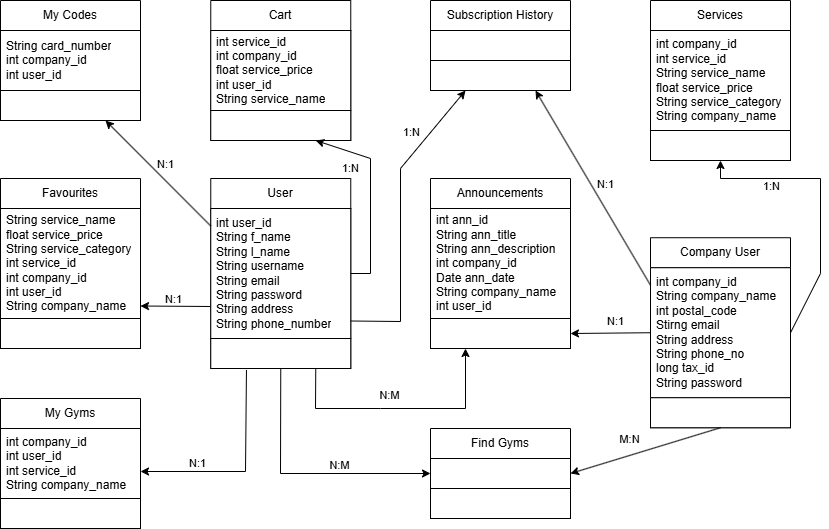 My Codes
String card_number
int company_id
int user_id
Cart
int service_id
int company_id
float service_price
int user_id
String service_name
Subscription History
Services
int company_id
int service_id
String service_name
float service_price
String service_category
String company_name
N:1
1:N
1:N
N:1
1:N
Favourites
String service_name
float service_price
String service_category
int service_id
int company_id
int user_id
String company_name
User
int user_id
String f_name
String l_name
String username
String email
String password
String address
String phone_number
Announcements
int ann_id
String ann_title
String ann_description
int company_id
Date ann_date
String company_name
int user_id
Company User
int company_id
String company_name
int postal_code
String email
String address
String phone_no
long tax_id
String password
N:1
N:1
N:M
My Gyms
int company_id
int user_id
int service_id
String company_name
N:1
N:M
Find Gyms
M:N